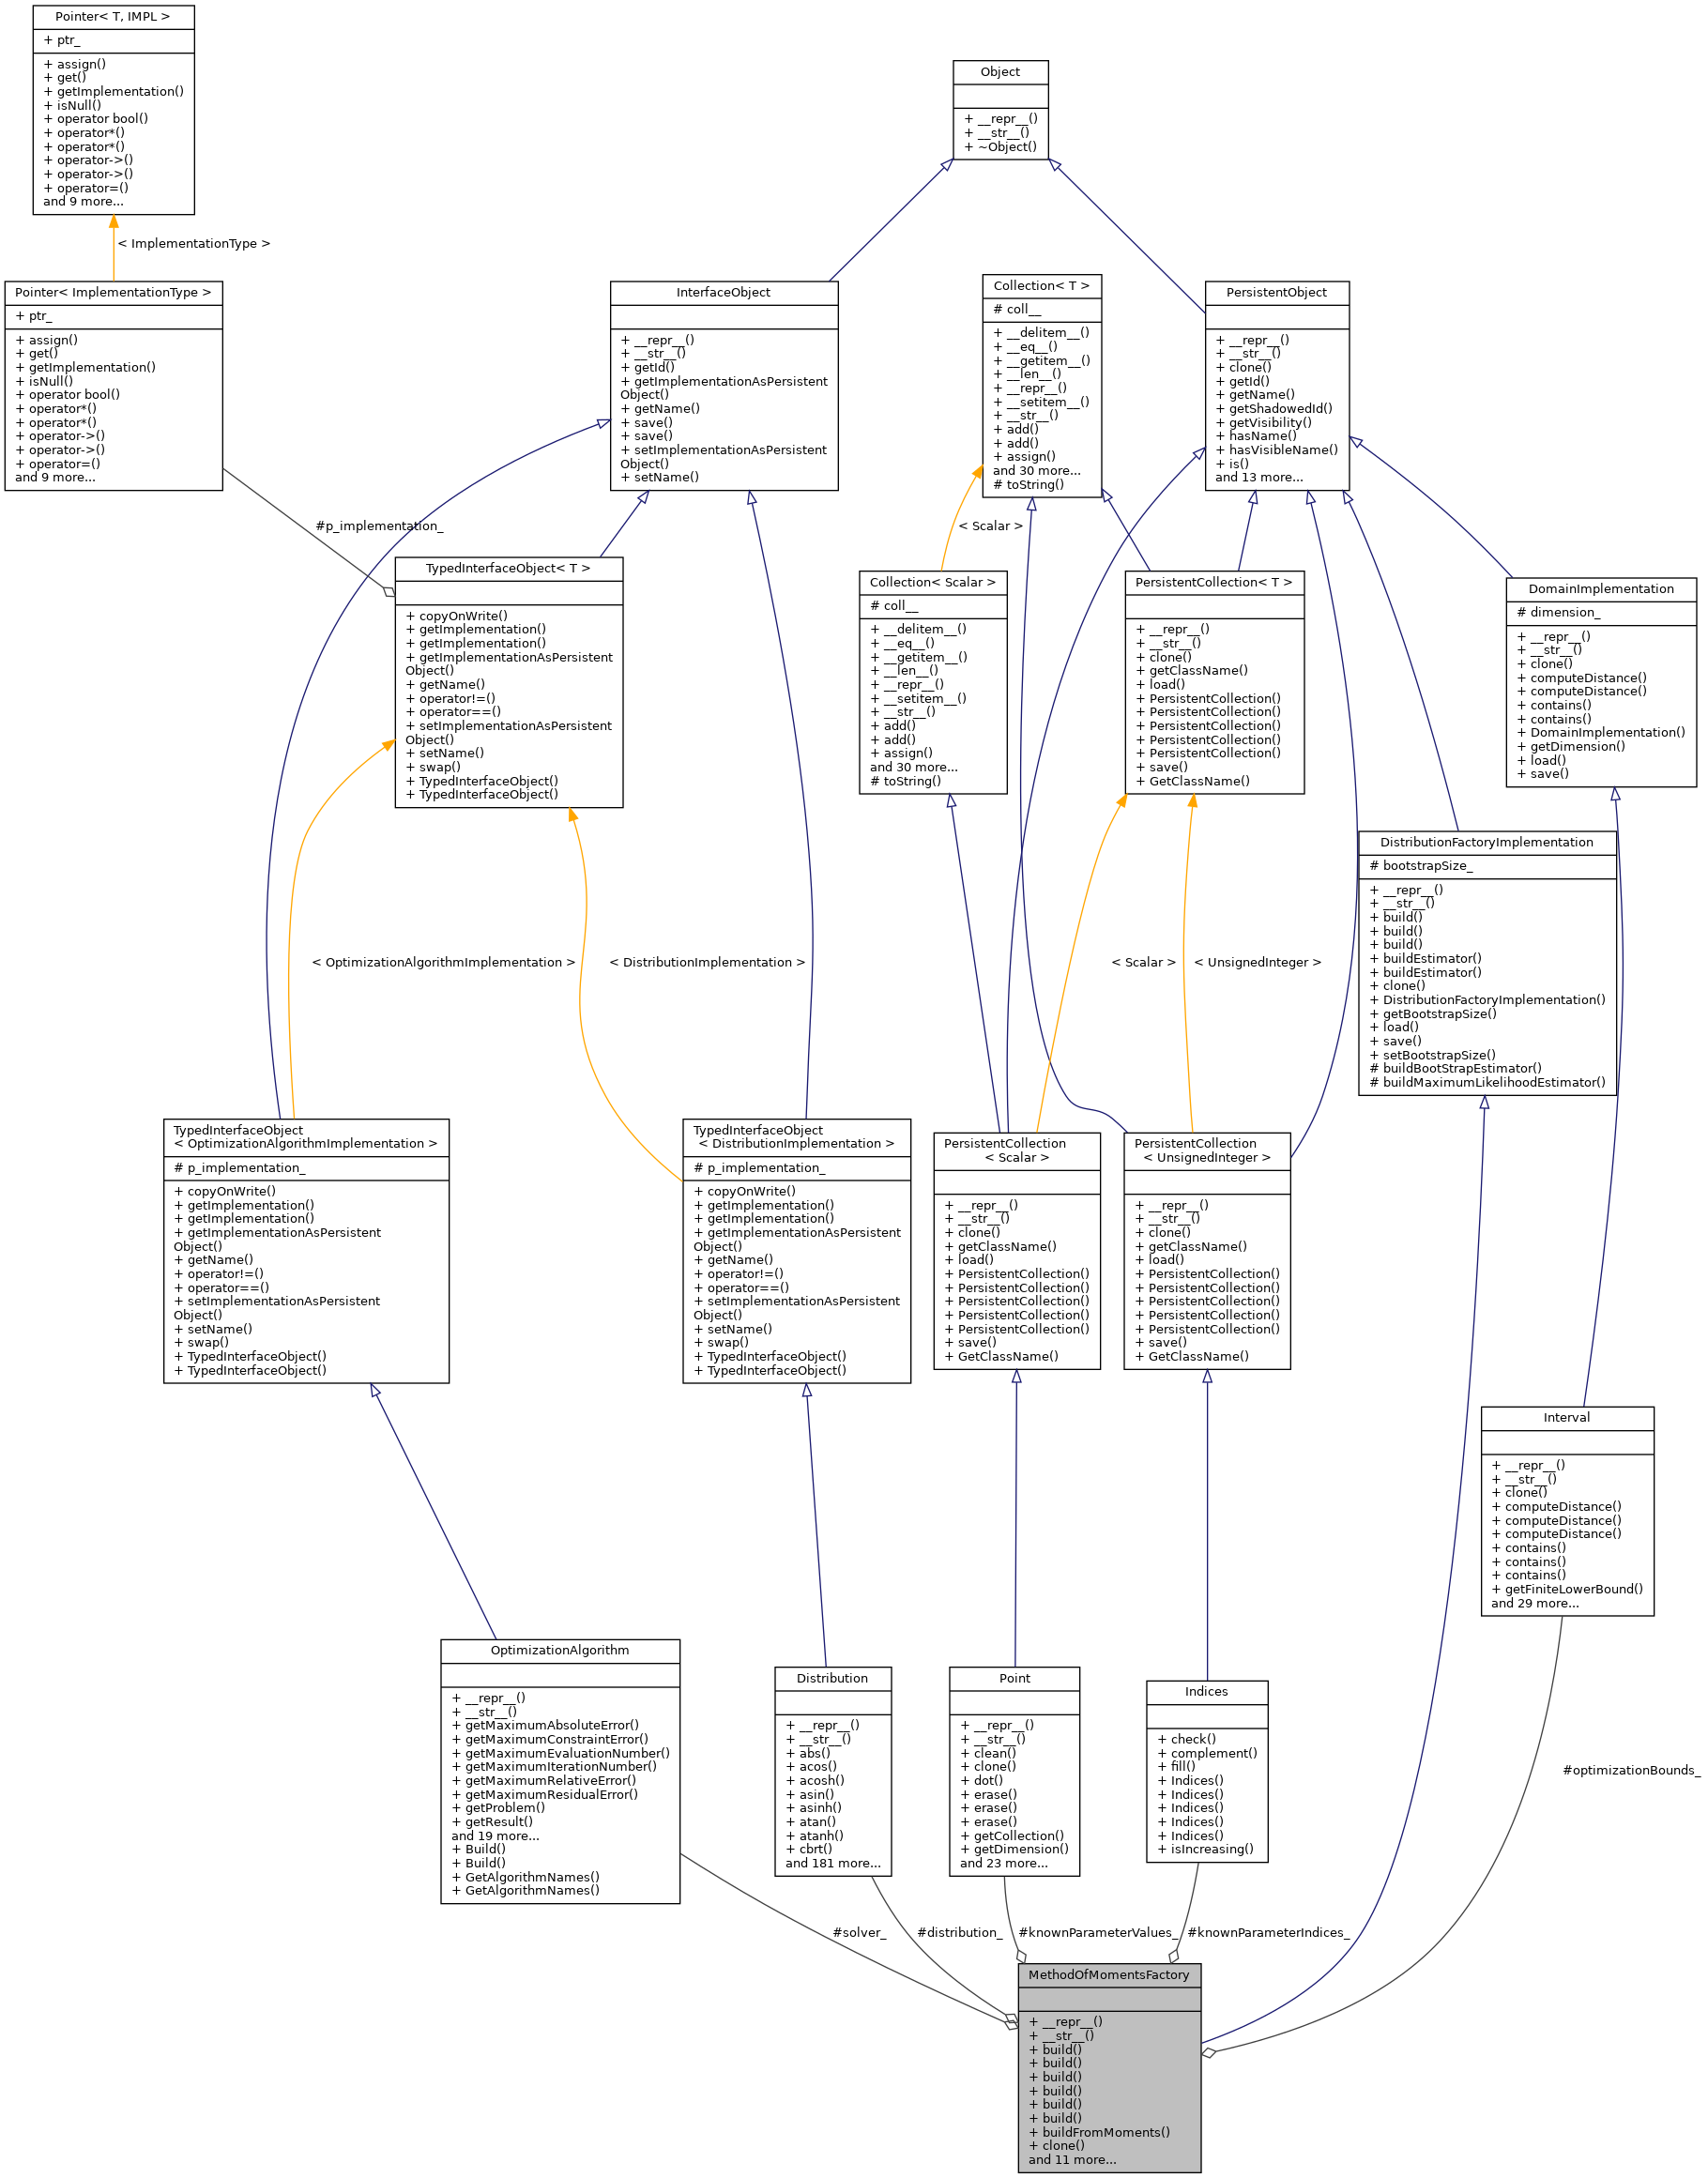 Pointer< T, IMPL >
+ ptr_
+ assign()
+ get()
+ getImplementation()
+ isNull()
+ operator bool()
+ operator*()
+ operator*()
+ operator->()
+ operator->()
+ operator=()
and 9 more...
Object
+ __repr__()
+ __str__()
+ ~Object()
< ImplementationType >
Pointer< ImplementationType >
+ ptr_
+ assign()
+ get()
+ getImplementation()
+ isNull()
+ operator bool()
+ operator*()
+ operator*()
+ operator->()
+ operator->()
+ operator=()
and 9 more...
InterfaceObject
+ __repr__()
+ __str__()
+ getId()
+ getImplementationAsPersistent
Object()
+ getName()
+ save()
+ save()
+ setImplementationAsPersistent
Object()
+ setName()
Collection< T >
# coll__
+ __delitem__()
+ __eq__()
+ __getitem__()
+ __len__()
+ __repr__()
+ __setitem__()
+ __str__()
+ add()
+ add()
+ assign()
and 30 more...
# toString()
PersistentObject
+ __repr__()
+ __str__()
+ clone()
+ getId()
+ getName()
+ getShadowedId()
+ getVisibility()
+ hasName()
+ hasVisibleName()
+ is()
and 13 more...
#p_implementation_
< Scalar >
TypedInterfaceObject< T >
+ copyOnWrite()
+ getImplementation()
+ getImplementation()
+ getImplementationAsPersistent
Object()
+ getName()
+ operator!=()
+ operator==()
+ setImplementationAsPersistent
Object()
+ setName()
+ swap()
+ TypedInterfaceObject()
+ TypedInterfaceObject()
Collection< Scalar >
# coll__
+ __delitem__()
+ __eq__()
+ __getitem__()
+ __len__()
+ __repr__()
+ __setitem__()
+ __str__()
+ add()
+ add()
+ assign()
and 30 more...
# toString()
PersistentCollection< T >
+ __repr__()
+ __str__()
+ clone()
+ getClassName()
+ load()
+ PersistentCollection()
+ PersistentCollection()
+ PersistentCollection()
+ PersistentCollection()
+ PersistentCollection()
+ save()
+ GetClassName()
DomainImplementation
# dimension_
+ __repr__()
+ __str__()
+ clone()
+ computeDistance()
+ computeDistance()
+ contains()
+ contains()
+ DomainImplementation()
+ getDimension()
+ load()
+ save()
DistributionFactoryImplementation
# bootstrapSize_
+ __repr__()
+ __str__()
+ build()
+ build()
+ build()
+ buildEstimator()
+ buildEstimator()
+ clone()
+ DistributionFactoryImplementation()
+ getBootstrapSize()
+ load()
+ save()
+ setBootstrapSize()
# buildBootStrapEstimator()
# buildMaximumLikelihoodEstimator()
< OptimizationAlgorithmImplementation >
< DistributionImplementation >
< Scalar >
< UnsignedInteger >
TypedInterfaceObject
< OptimizationAlgorithmImplementation >
# p_implementation_
+ copyOnWrite()
+ getImplementation()
+ getImplementation()
+ getImplementationAsPersistent
Object()
+ getName()
+ operator!=()
+ operator==()
+ setImplementationAsPersistent
Object()
+ setName()
+ swap()
+ TypedInterfaceObject()
+ TypedInterfaceObject()
TypedInterfaceObject
< DistributionImplementation >
# p_implementation_
+ copyOnWrite()
+ getImplementation()
+ getImplementation()
+ getImplementationAsPersistent
Object()
+ getName()
+ operator!=()
+ operator==()
+ setImplementationAsPersistent
Object()
+ setName()
+ swap()
+ TypedInterfaceObject()
+ TypedInterfaceObject()
PersistentCollection
< Scalar >
+ __repr__()
+ __str__()
+ clone()
+ getClassName()
+ load()
+ PersistentCollection()
+ PersistentCollection()
+ PersistentCollection()
+ PersistentCollection()
+ PersistentCollection()
+ save()
+ GetClassName()
PersistentCollection
< UnsignedInteger >
+ __repr__()
+ __str__()
+ clone()
+ getClassName()
+ load()
+ PersistentCollection()
+ PersistentCollection()
+ PersistentCollection()
+ PersistentCollection()
+ PersistentCollection()
+ save()
+ GetClassName()
Interval
+ __repr__()
+ __str__()
+ clone()
+ computeDistance()
+ computeDistance()
+ computeDistance()
+ contains()
+ contains()
+ contains()
+ getFiniteLowerBound()
and 29 more...
OptimizationAlgorithm
+ __repr__()
+ __str__()
+ getMaximumAbsoluteError()
+ getMaximumConstraintError()
+ getMaximumEvaluationNumber()
+ getMaximumIterationNumber()
+ getMaximumRelativeError()
+ getMaximumResidualError()
+ getProblem()
+ getResult()
and 19 more...
+ Build()
+ Build()
+ GetAlgorithmNames()
+ GetAlgorithmNames()
Distribution
+ __repr__()
+ __str__()
+ abs()
+ acos()
+ acosh()
+ asin()
+ asinh()
+ atan()
+ atanh()
+ cbrt()
and 181 more...
Point
+ __repr__()
+ __str__()
+ clean()
+ clone()
+ dot()
+ erase()
+ erase()
+ erase()
+ getCollection()
+ getDimension()
and 23 more...
Indices
+ check()
+ complement()
+ fill()
+ Indices()
+ Indices()
+ Indices()
+ Indices()
+ Indices()
+ isIncreasing()
#optimizationBounds_
#solver_
#distribution_
#knownParameterValues_
#knownParameterIndices_
MethodOfMomentsFactory
+ __repr__()
+ __str__()
+ build()
+ build()
+ build()
+ build()
+ build()
+ build()
+ buildFromMoments()
+ clone()
and 11 more...